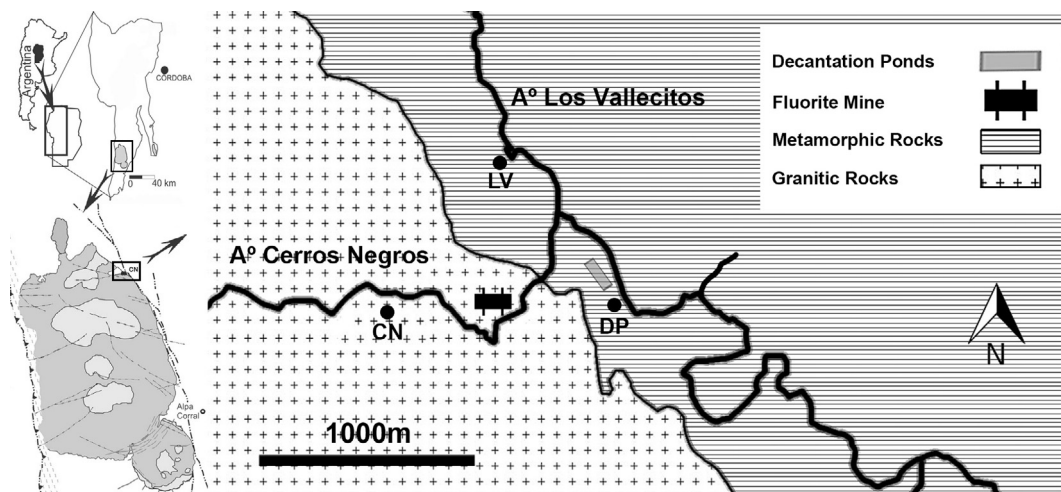 Argentina
CÓRDOBA
0 40 km
CN
Alpa
Corral
Aº Los Vallecitos
LV
Aº Cerros Negros
CN
DP
1000m
Decantation Ponds
Fluorite Mine
Metamorphic Rocks
Granitic Rocks
N